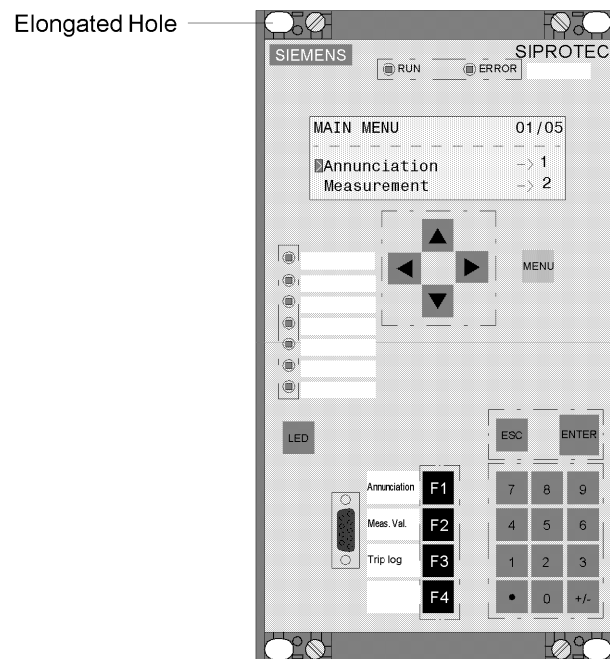 Elongated Hole
SIEMENS
SIPROTEC
RUN
ERROR
MAIN MENU 01/05
Annunciation –> 1
Measurement –> 2
MENU
LED
ESC
ENTER
Annunciation F1
7 8 9
Meas. Val. F2
4 5 6
Trip log F3
1 2 3
F4
• 0 +/-